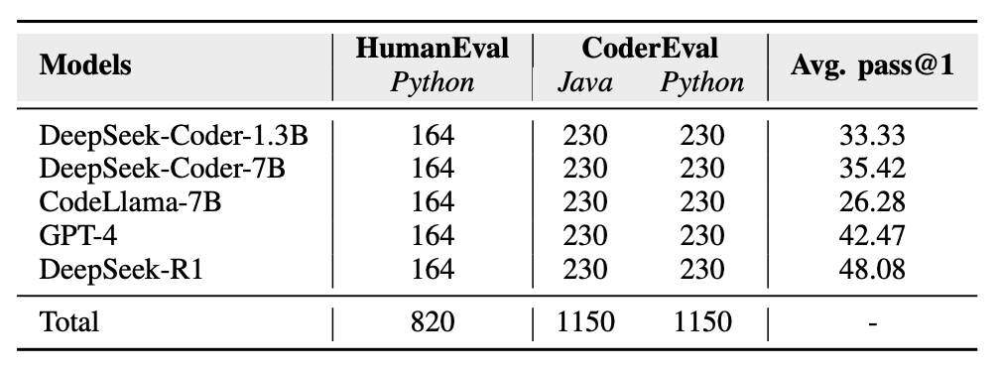 Models HumanEval CoderEval Avg. pass@1
Python Java Python
DeepSeek-Coder-1.3B 164 230 230 33.33
DeepSeek-Coder-7B 164 230 230 35.42
CodeLlama-7B 164 230 230 26.28
GPT-4 164 230 230 42.47
DeepSeek-R1 164 230 230 48.08
Total 820 1150 1150 -